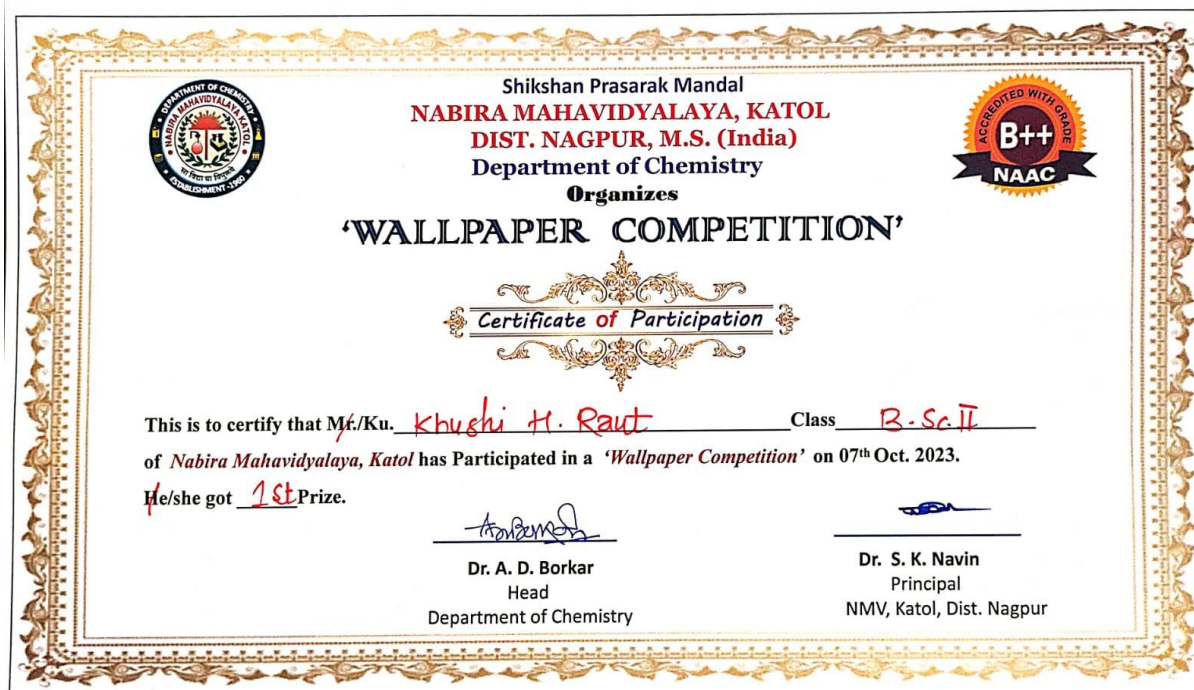 DEPARTMENT OF CHEMISTRY
NABIRA MAHAVIDYALAYA, KATOL
सा विद्या या विमुक्तये
ESTABLISHMENT -1960
Shikshan Prasarak Mandal
NABIRA MAHAVIDYALAYA, KATOL
DIST. NAGPUR, M.S. (India)
Department of Chemistry
Organizes
‘WALLPAPER COMPETITION’
ACCREDITED WITH GRADE
B++
NAAC
Certificate of Participation
This is to certify that Mr./Ku. Khushi H. Raut Class B.Sc.II
of Nabira Mahavidyalaya, Katol has Participated in a ‘Wallpaper Competition’ on 07th Oct. 2023.
He/she got 1st Prize.
Dr. A. D. Borkar
Head
Department of Chemistry
Dr. S. K. Navin
Principal
NMV, Katol, Dist. Nagpur